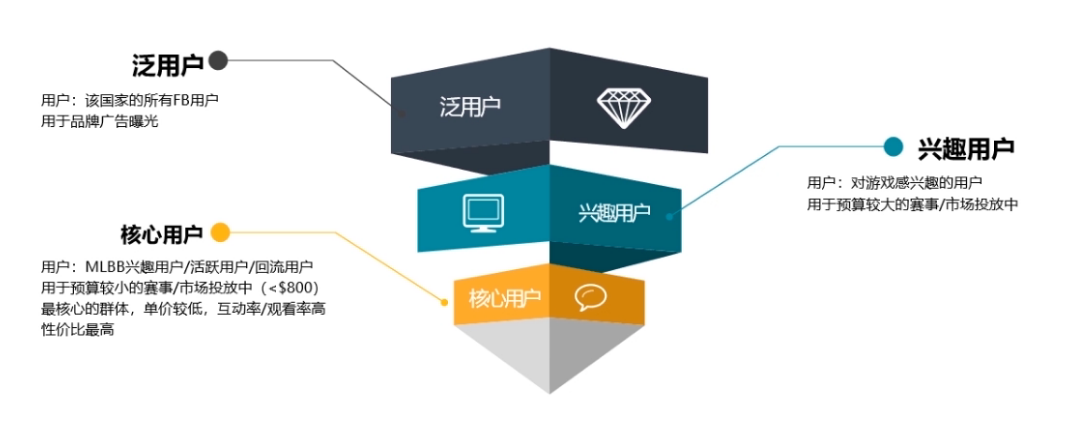 泛用户
用户：该国家的所有FB用户
用于品牌广告曝光
泛用户
兴趣用户
用户：对游戏感兴趣的用户
用于预算较大的赛事/市场投放中
兴趣用户
核心用户
用户：MLBB兴趣用户/活跃用户/回流用户
用于预算较小的赛事/市场投放中（<$800）
最核心的群体，单价较低，互动率/观看率高
性价比最高
核心用户